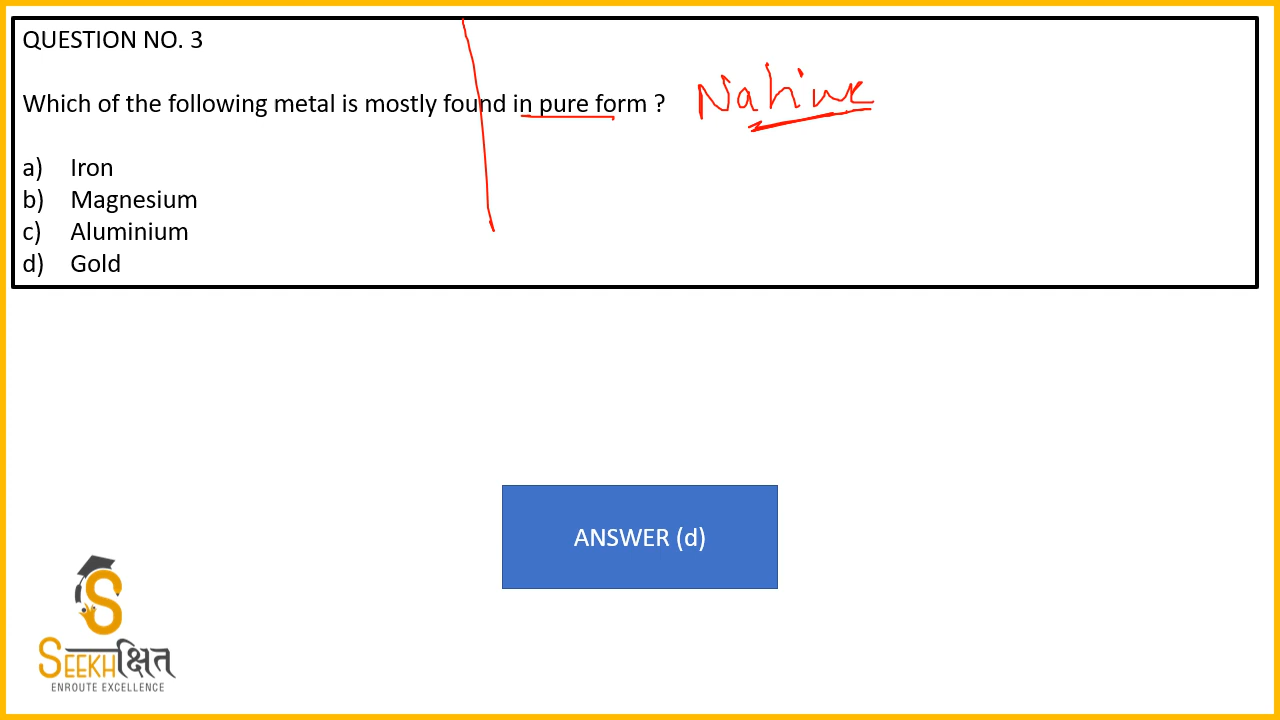 QUESTION NO. 3
Which of the following metal is mostly found in pure form ? Native
a) Iron
b) Magnesium
c) Aluminium
d) Gold
ANSWER (d)
S
SEEKHक्षित
ENROUTE EXCELLENCE